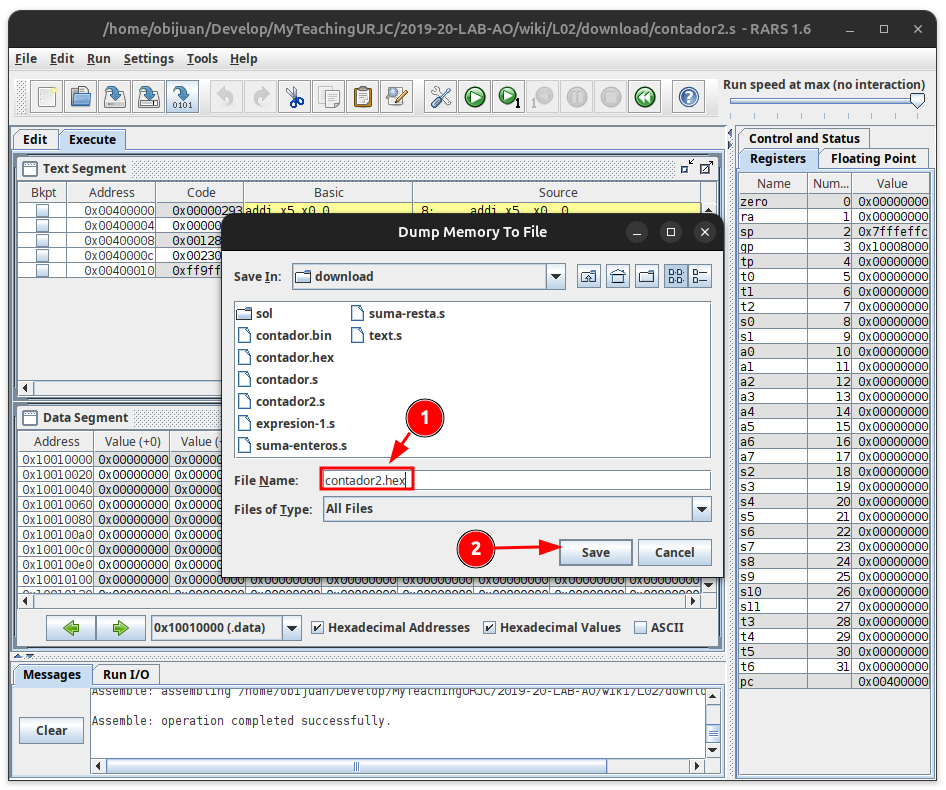 /home/obijuan/Develop/MyTeachingURJC/2019-20-LAB-AO/wiki/L02/download/contador2.s - RARS 1.6
File Edit Run Settings Tools Help
Run speed at max (no interaction)
Edit Execute
Text Segment
Bkpt Address Code Basic Source
0x00400000 0x00000293 addi x5,x0,0 8: addi x5, x0, 0
0x00400004 0x00000
0x00400008 0x00128
0x0040000c 0x00230
0x00400010 0xff9ff
Dump Memory To File
Save In: download
sol
contador.bin
contador.hex
contador.s
contador2.s
expresion-1.s
suma-enteros.s
suma-resta.s
text.s
1
File Name: contador2.hex
Files of Type: All Files
2
Save Cancel
Data Segment
Address Value (+0) Value (+
0x10010000 0x00000000 0x000000
0x10010020 0x00000000 0x000000
0x10010040 0x00000000 0x000000
0x10010060 0x00000000 0x000000
0x10010080 0x00000000 0x000000
0x100100a0 0x00000000 0x000000
0x100100c0 0x00000000 0x000000
0x100100e0 0x00000000 0x000000
0x10010100 0x00000000
0x10010000 (.data) Hexadecimal Addresses Hexadecimal Values ASCII
Messages Run I/O
Assemble: assembling /home/obijuan/Develop/MyTeachingURJC/2019-20-LAB-AO/wiki/L02/downlo
Assemble: operation completed successfully.
Clear
Control and Status
Registers Floating Point
Name Num... Value
zero 0 0x00000000
ra 1 0x00000000
sp 2 0x7fffeffc
gp 3 0x10008000
tp 4 0x00000000
t0 5 0x00000000
t1 6 0x00000000
t2 7 0x00000000
s0 8 0x00000000
s1 9 0x00000000
a0 10 0x00000000
a1 11 0x00000000
a2 12 0x00000000
a3 13 0x00000000
a4 14 0x00000000
a5 15 0x00000000
a6 16 0x00000000
a7 17 0x00000000
s2 18 0x00000000
s3 19 0x00000000
s4 20 0x00000000
s5 21 0x00000000
s6 22 0x00000000
s7 23 0x00000000
s8 24 0x00000000
s9 25 0x00000000
s10 26 0x00000000
s11 27 0x00000000
t3 28 0x00000000
t4 29 0x00000000
t5 30 0x00000000
t6 31 0x00000000
pc 0x00400000